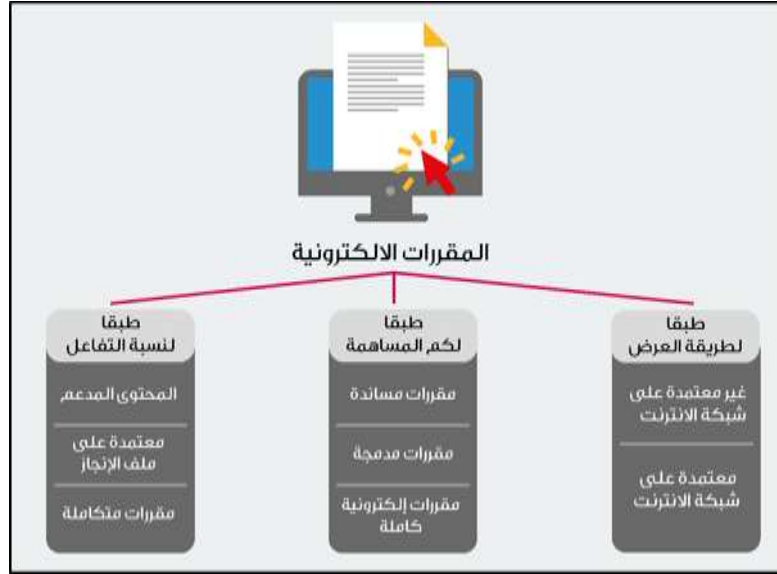 المقررات الالكترونية
طبقا
لطريقة العرض
غير معتمدة على
شبكة الانترنت
معتمدة على
شبكة الانترنت
طبقا
لكم المساهمة
مقررات مساندة
مقررات مدمجة
مقررات إلكترونية
كاملة
طبقا
لنسبة التفاعل
المحتوى المدعم
معتمدة على
ملف الإنجاز
مقررات متكاملة